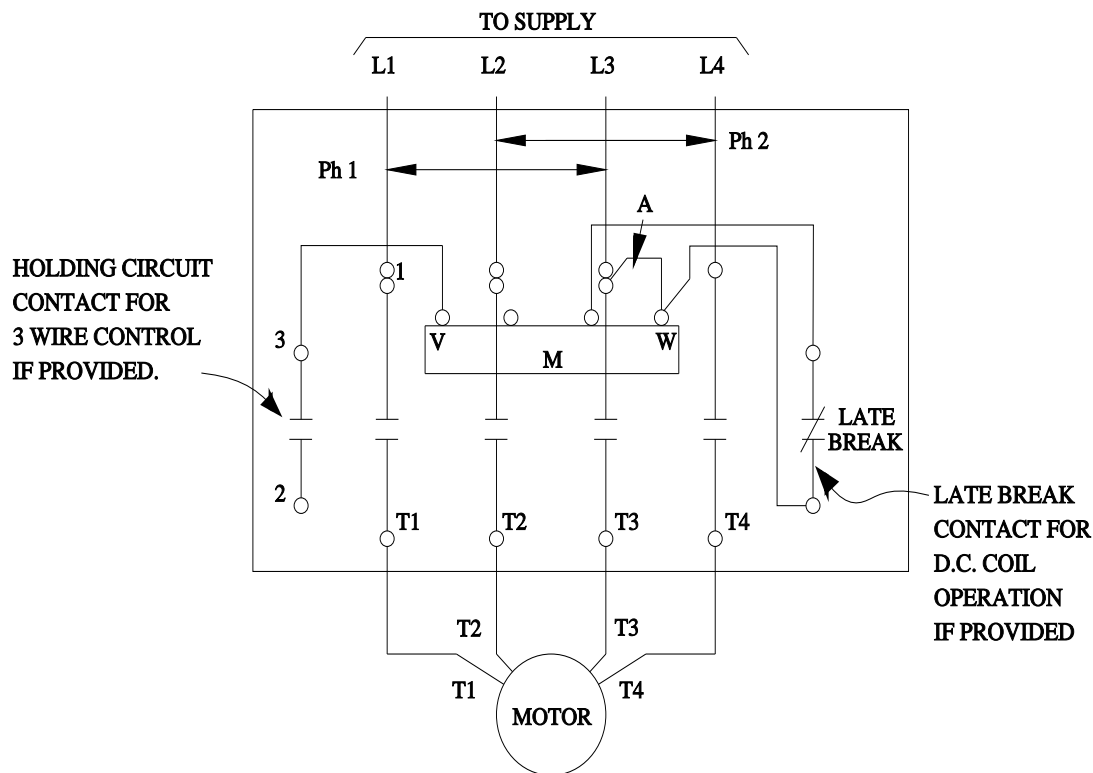 TO SUPPLY
L1 L2 L3 L4
Ph 2
Ph 1
A
HOLDING CIRCUIT
CONTACT FOR
3 WIRE CONTROL
IF PROVIDED.
1
V W
M
3
2
LATE
BREAK
LATE BREAK
CONTACT FOR
D.C. COIL
OPERATION
IF PROVIDED
T1 T2 T3 T4
T2 T3
T1 T4
MOTOR